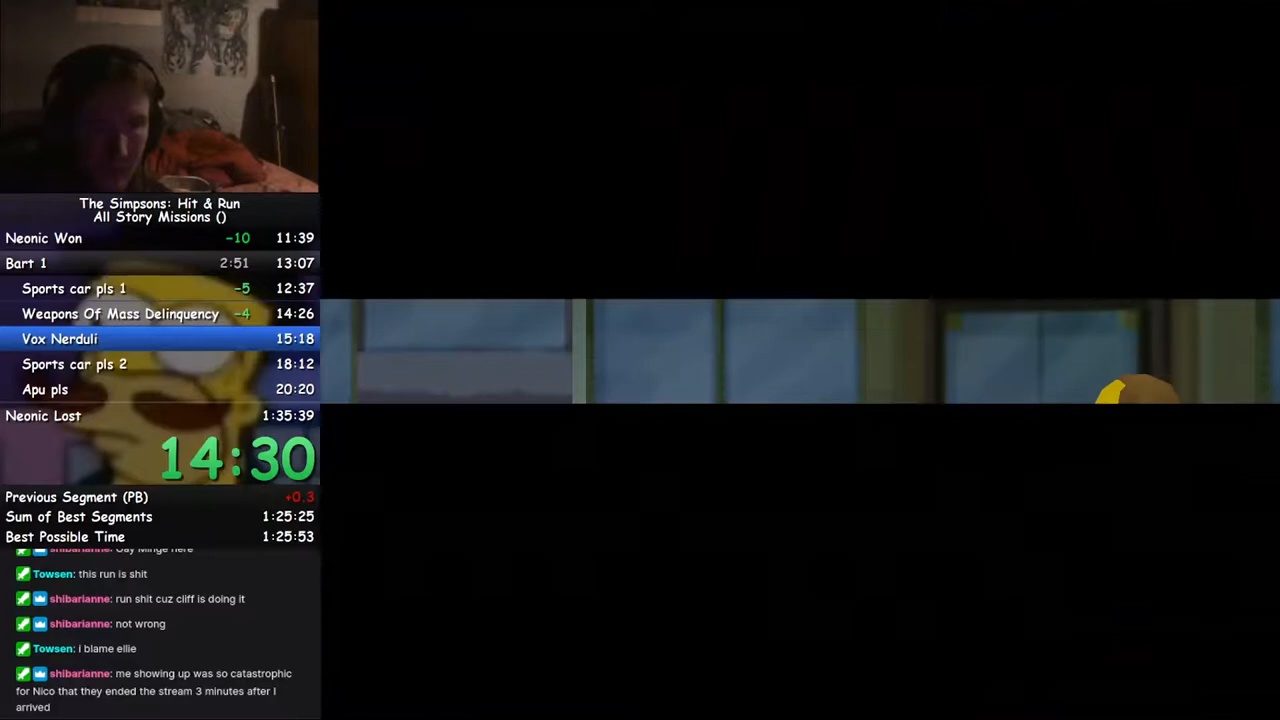 The Simpsons: Hit & Run
All Story Missions ()
Neonic Won -10 11:39
Bart 1 2:51 13:07
Sports car pls 1 -5 12:37
Weapons Of Mass Delinquency -4 14:26
Vox Nerduli 15:18
Sports car pls 2 18:12
Apu pls 20:20
Neonic Lost 1:35:39
14:30
Previous Segment (PB) +0.3
Sum of Best Segments 1:25:25
Best Possible Time 1:25:53
shibarianne: Gay Minge here
Towsen: this run is shit
shibarianne: run shit cuz cliff is doing it
shibarianne: not wrong
Towsen: i blame ellie
shibarianne: me showing up was so catastrophic
for Nico that they ended the stream 3 minutes after I
arrived